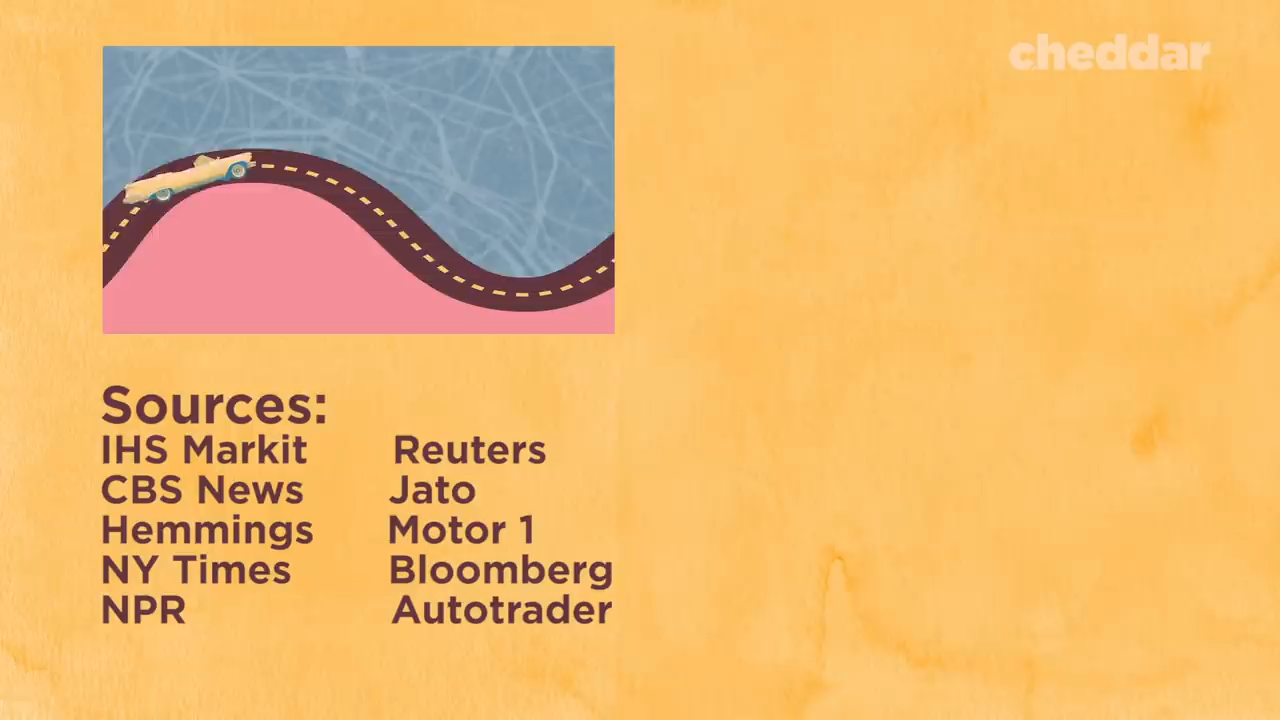 cheddar
Sources:
IHS Markit
CBS News
Hemmings
NY Times
NPR
Reuters
Jato
Motor 1
Bloomberg
Autotrader